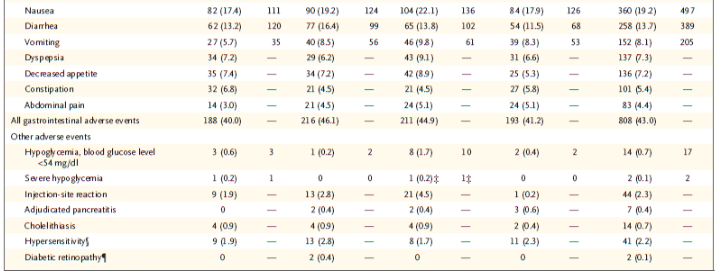 Nausea 82 (17.4) 111 90 (19.2) 124 104 (22.1) 136 84 (17.9) 126 360 (19.2) 497
Diarrhea 62 (13.2) 120 77 (16.4) 99 65 (13.8) 102 54 (11.5) 68 258 (13.7) 389
Vomiting 27 (5.7) 35 40 (8.5) 56 46 (9.8) 61 39 (8.3) 53 152 (8.1) 205
Dyspepsia 34 (7.2) — 29 (6.2) — 43 (9.1) — 31 (6.6) — 137 (7.3) —
Decreased appetite 35 (7.4) — 34 (7.2) — 42 (8.9) — 25 (5.3) — 136 (7.2) —
Constipation 32 (6.8) — 21 (4.5) — 21 (4.5) — 27 (5.8) — 101 (5.4) —
Abdominal pain 14 (3.0) — 21 (4.5) — 24 (5.1) — 24 (5.1) — 83 (4.4) —
All gastrointestinal adverse events 188 (40.0) — 216 (46.1) — 211 (44.9) — 193 (41.2) — 808 (43.0) —
Other adverse events
Hypoglycemia, blood glucose level 3 (0.6) 3 1 (0.2) 2 8 (1.7) 10 2 (0.4) 2 14 (0.7) 17
<54 mg/dl
Severe hypoglycemia 1 (0.2) 1 0 0 1 (0.2)‡ 1‡ 0 0 2 (0.1) 2
Injection-site reaction 9 (1.9) — 13 (2.8) — 21 (4.5) — 1 (0.2) — 44 (2.3) —
Adjudicated pancreatitis 0 — 2 (0.4) — 2 (0.4) — 3 (0.6) — 7 (0.4) —
Cholelithiasis 4 (0.9) — 4 (0.9) — 4 (0.9) — 2 (0.4) — 14 (0.7) —
Hypersensitivity§ 9 (1.9) — 13 (2.8) — 8 (1.7) — 11 (2.3) — 41 (2.2) —
Diabetic retinopathy¶ 0 — 2 (0.4) — 0 — 0 — 2 (0.1) —